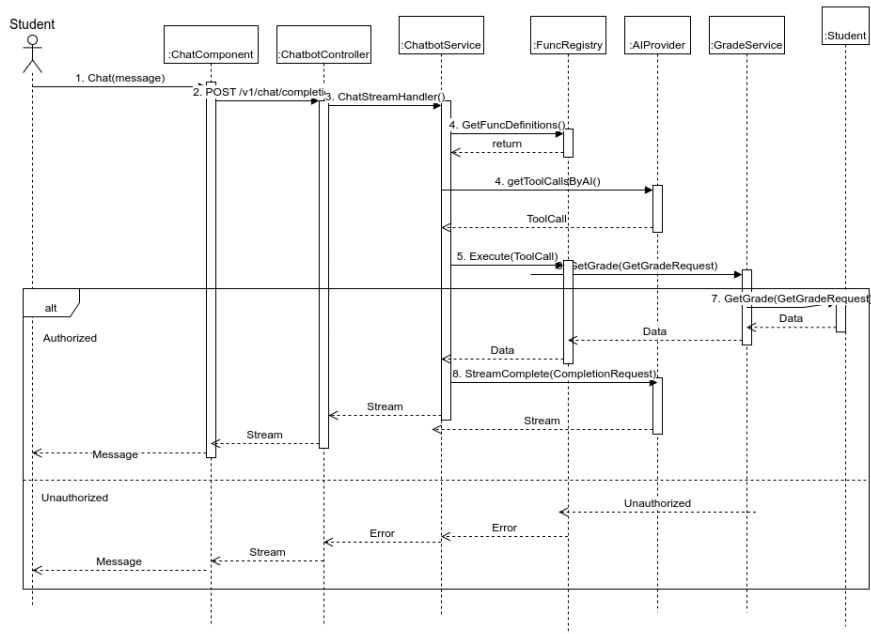 Student
:ChatComponent
:ChatbotController
:ChatbotService
:FuncRegistry
:AIProvider
:GradeService
:Student
1. Chat(message)
2. POST /v1/chat/completi
3. ChatStreamHandler()
4. GetFuncDefinitions()
return
4. getToolCallsByAI()
ToolCall
5. Execute(ToolCall)
GetGrade(GetGradeRequest)
alt
7. GetGrade(GetGradeRequest
Data
Authorized
Data
Data
8. StreamComplete(CompletionRequest)
Stream
Stream
Stream
Message
Unauthorized
Unauthorized
Error
Error
Stream
Message